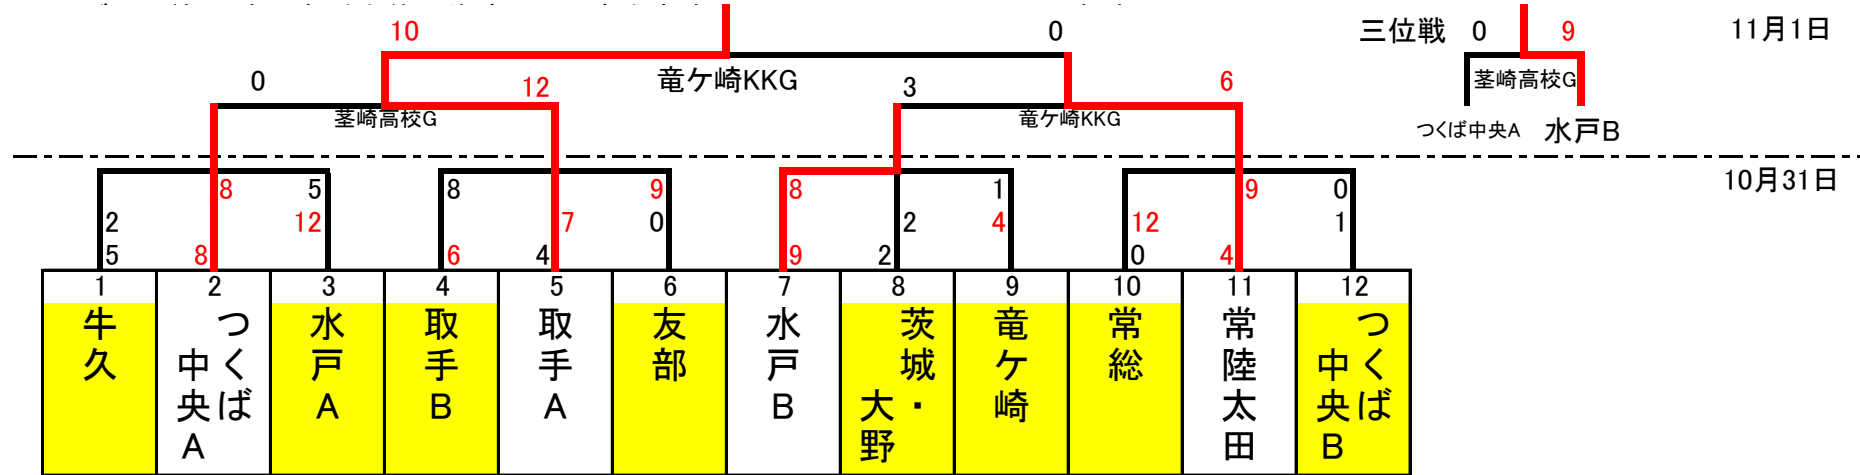 10 0 三位戦 0 9 11月1日
0 12 竜ケ崎KKG 3 6 茎崎高校G
茎崎高校G 竜ケ崎KKG つくば中央A 水戸B
10月31日
8 5 8 9 8 1 9 0
2 12 7 0 2 4 12 1
5 8 6 4 9 2 0 4
1 2 3 4 5 6 7 8 9 10 11 12
牛久
つくば中央A
水戸A
取手B
取手A
友部
水戸B
茨城・大野
竜ケ崎
常総
常陸太田
つくば中央B